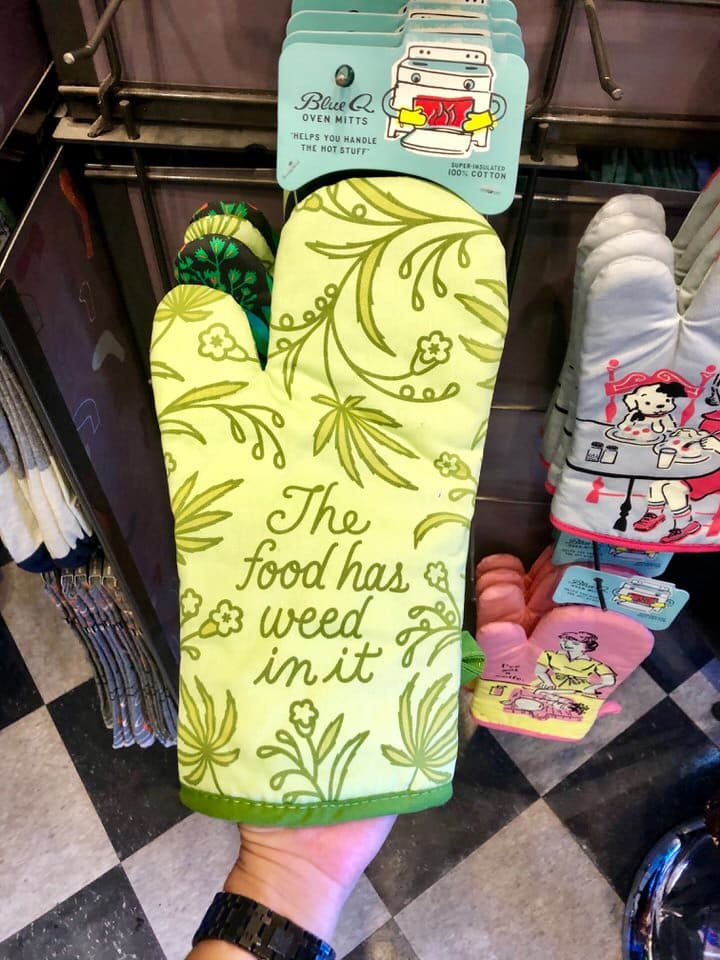 Blue Q
OVEN MITTS
"HELPS YOU HANDLE
THE HOT STUFF"
SUPER-INSULATED
100% COTTON
The
food has
weed
in it